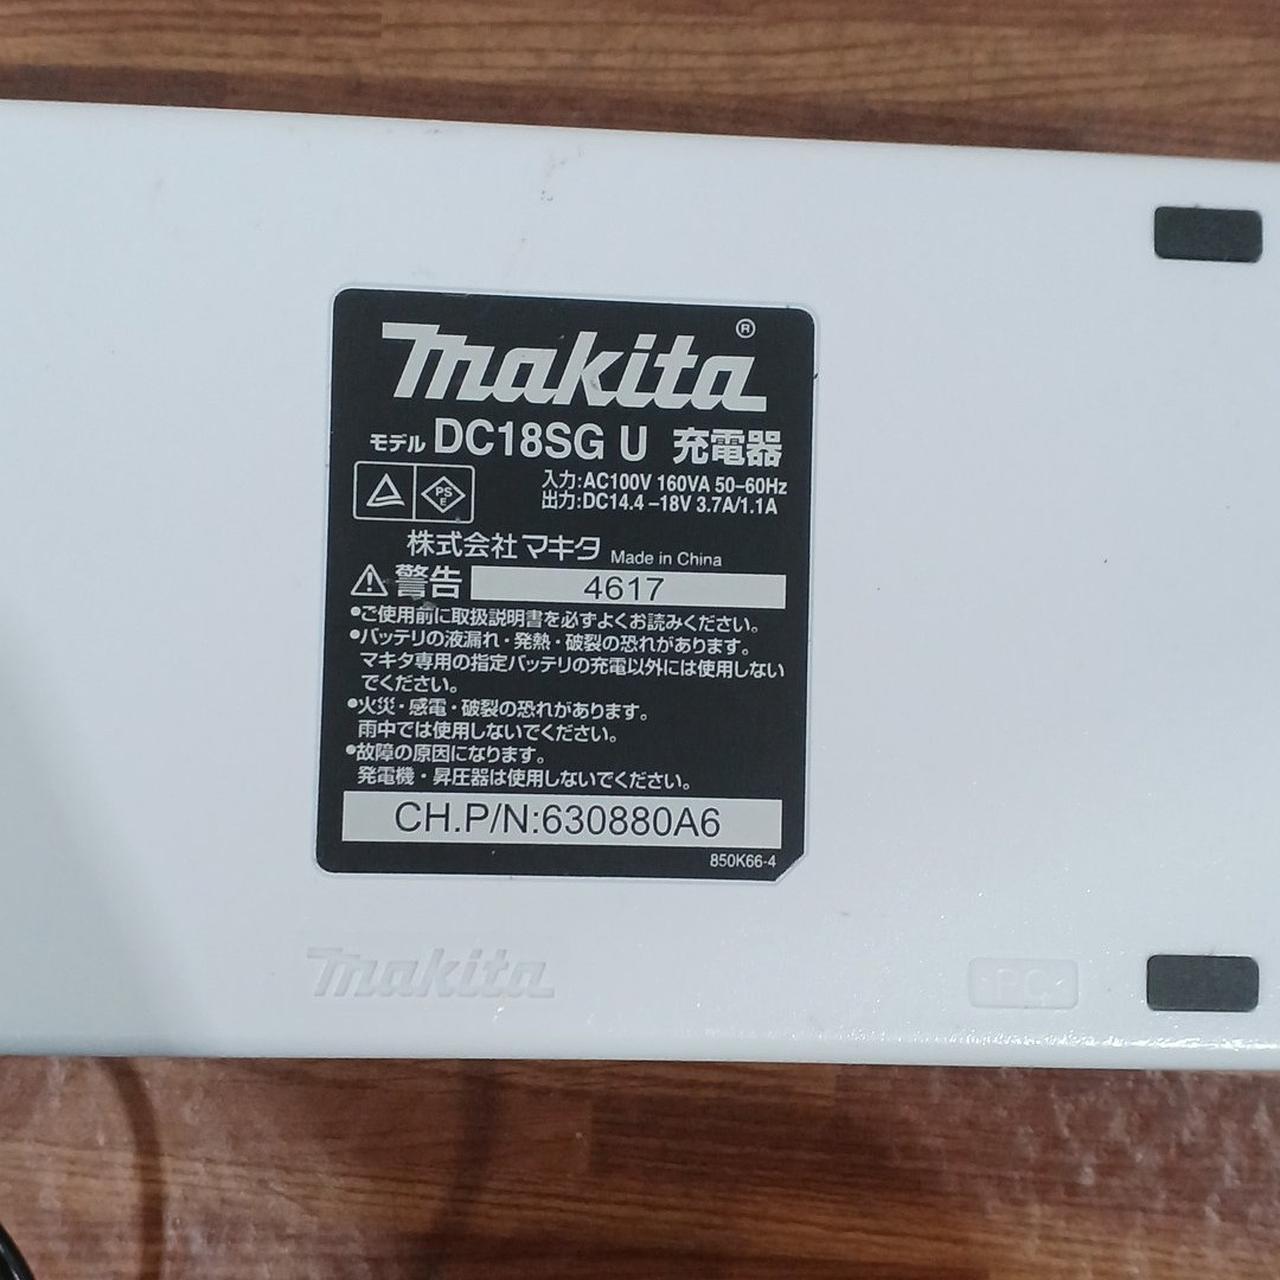 makita®
モデル DC18SG U 充電器
入力:AC100V 160VA 50-60Hz
出力:DC14.4-18V 3.7A/1.1A
PS
E
株式会社マキタ Made in China
警告 4617
•ご使用前に取扱説明書を必ずよくお読みください。
•バッテリの液漏れ・発熱・破裂の恐れがあります。
マキタ専用の指定バッテリの充電以外には使用しない
でください。
•火災・感電・破裂の恐れがあります。
雨中では使用しないでください。
•故障の原因になります。
発電機・昇圧器は使用しないでください。
CH.P/N:630880A6
850K66-4
makita
PC